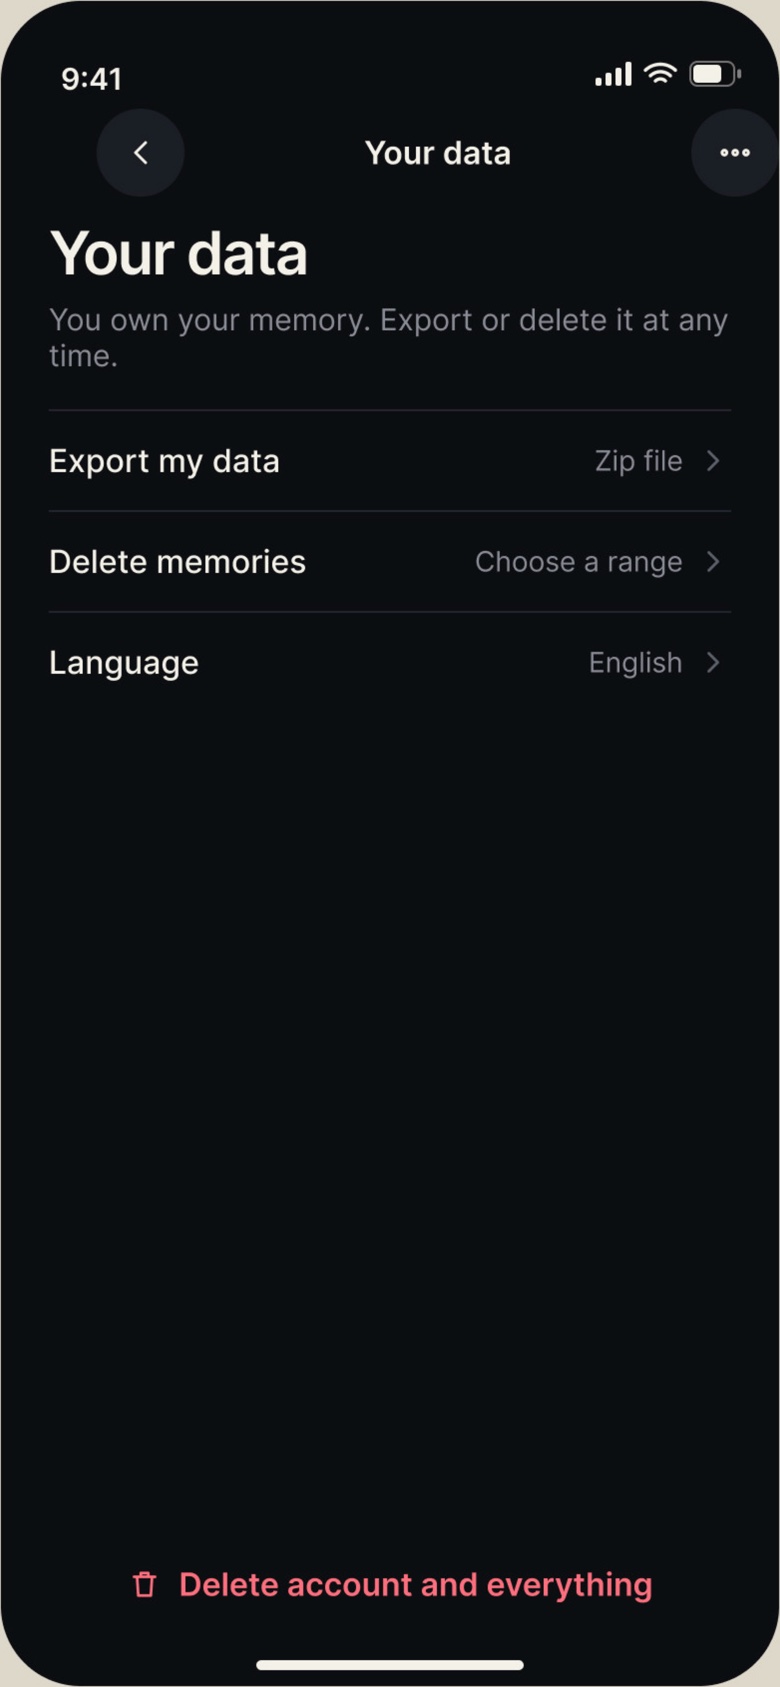 9:41
Your data
Your data
You own your memory. Export or delete it at any
time.
Export my data
Zip file
Delete memories
Choose a range
Language
English
Delete account and everything